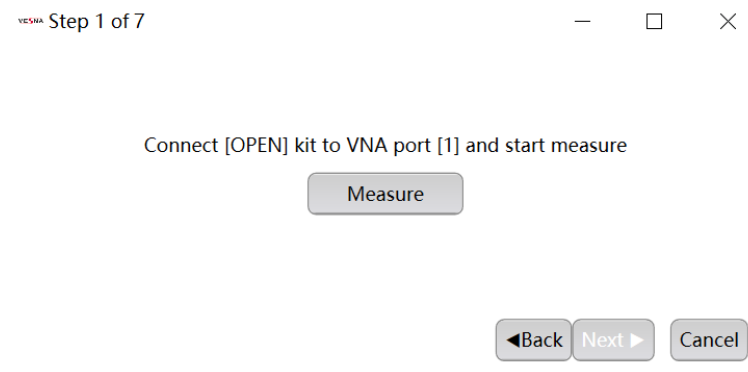 VESNA Step 1 of 7
Connect [OPEN] kit to VNA port [1] and start measure
Measure
◀Back Next ▶ Cancel